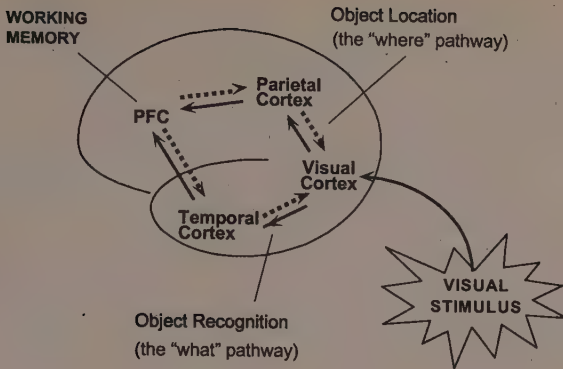 WORKING
MEMORY
Object Location
(the "where" pathway)
Parietal
Cortex
PFC
Visual
Cortex
Temporal
Cortex
VISUAL
STIMULUS
Object Recognition
(the "what" pathway)